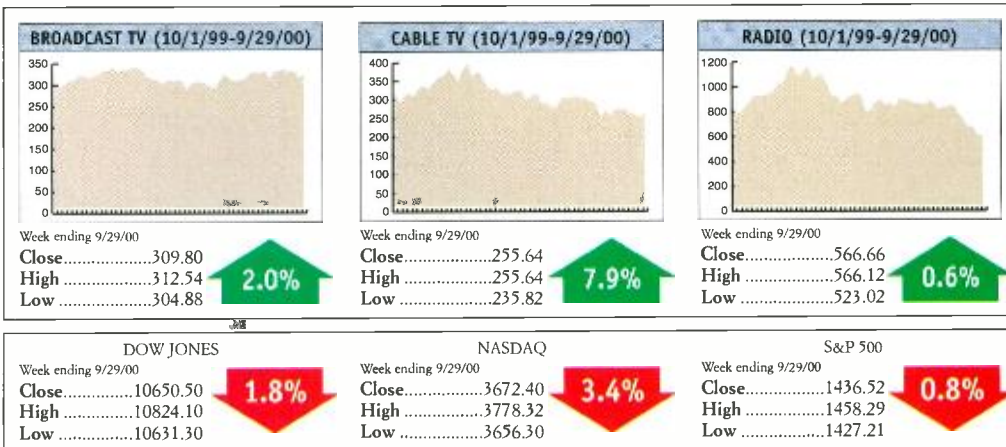 BROADCAST TV (10/1/99-9/29/00)
350
300
250
200
150
100
50
0
Week ending 9/29/00
Close................309.80
High ................312.54
Low .................304.88
2.0%
CABLE TV (10/1/99-9/29/00)
400
350
300
250
200
150
100
50
0
Week ending 9/29/00
Close................255.64
High ................255.64
Low .................235.82
7.9%
RADIO (10/1/99-9/29/00)
1200
1000
800
600
400
200
0
Week ending 9/29/00
Close................566.66
High ................566.12
Low .................523.02
0.6%
DOW JONES
Week ending 9/29/00
Close.............10650.50
High .............10824.10
Low ..............10631.30
1.8%
NASDAQ
Week ending 9/29/00
Close...............3672.40
High ...............3778.32
Low ................3656.30
3.4%
S&P 500
Week ending 9/29/00
Close...............1436.52
High ...............1458.29
Low ................1427.21
0.8%